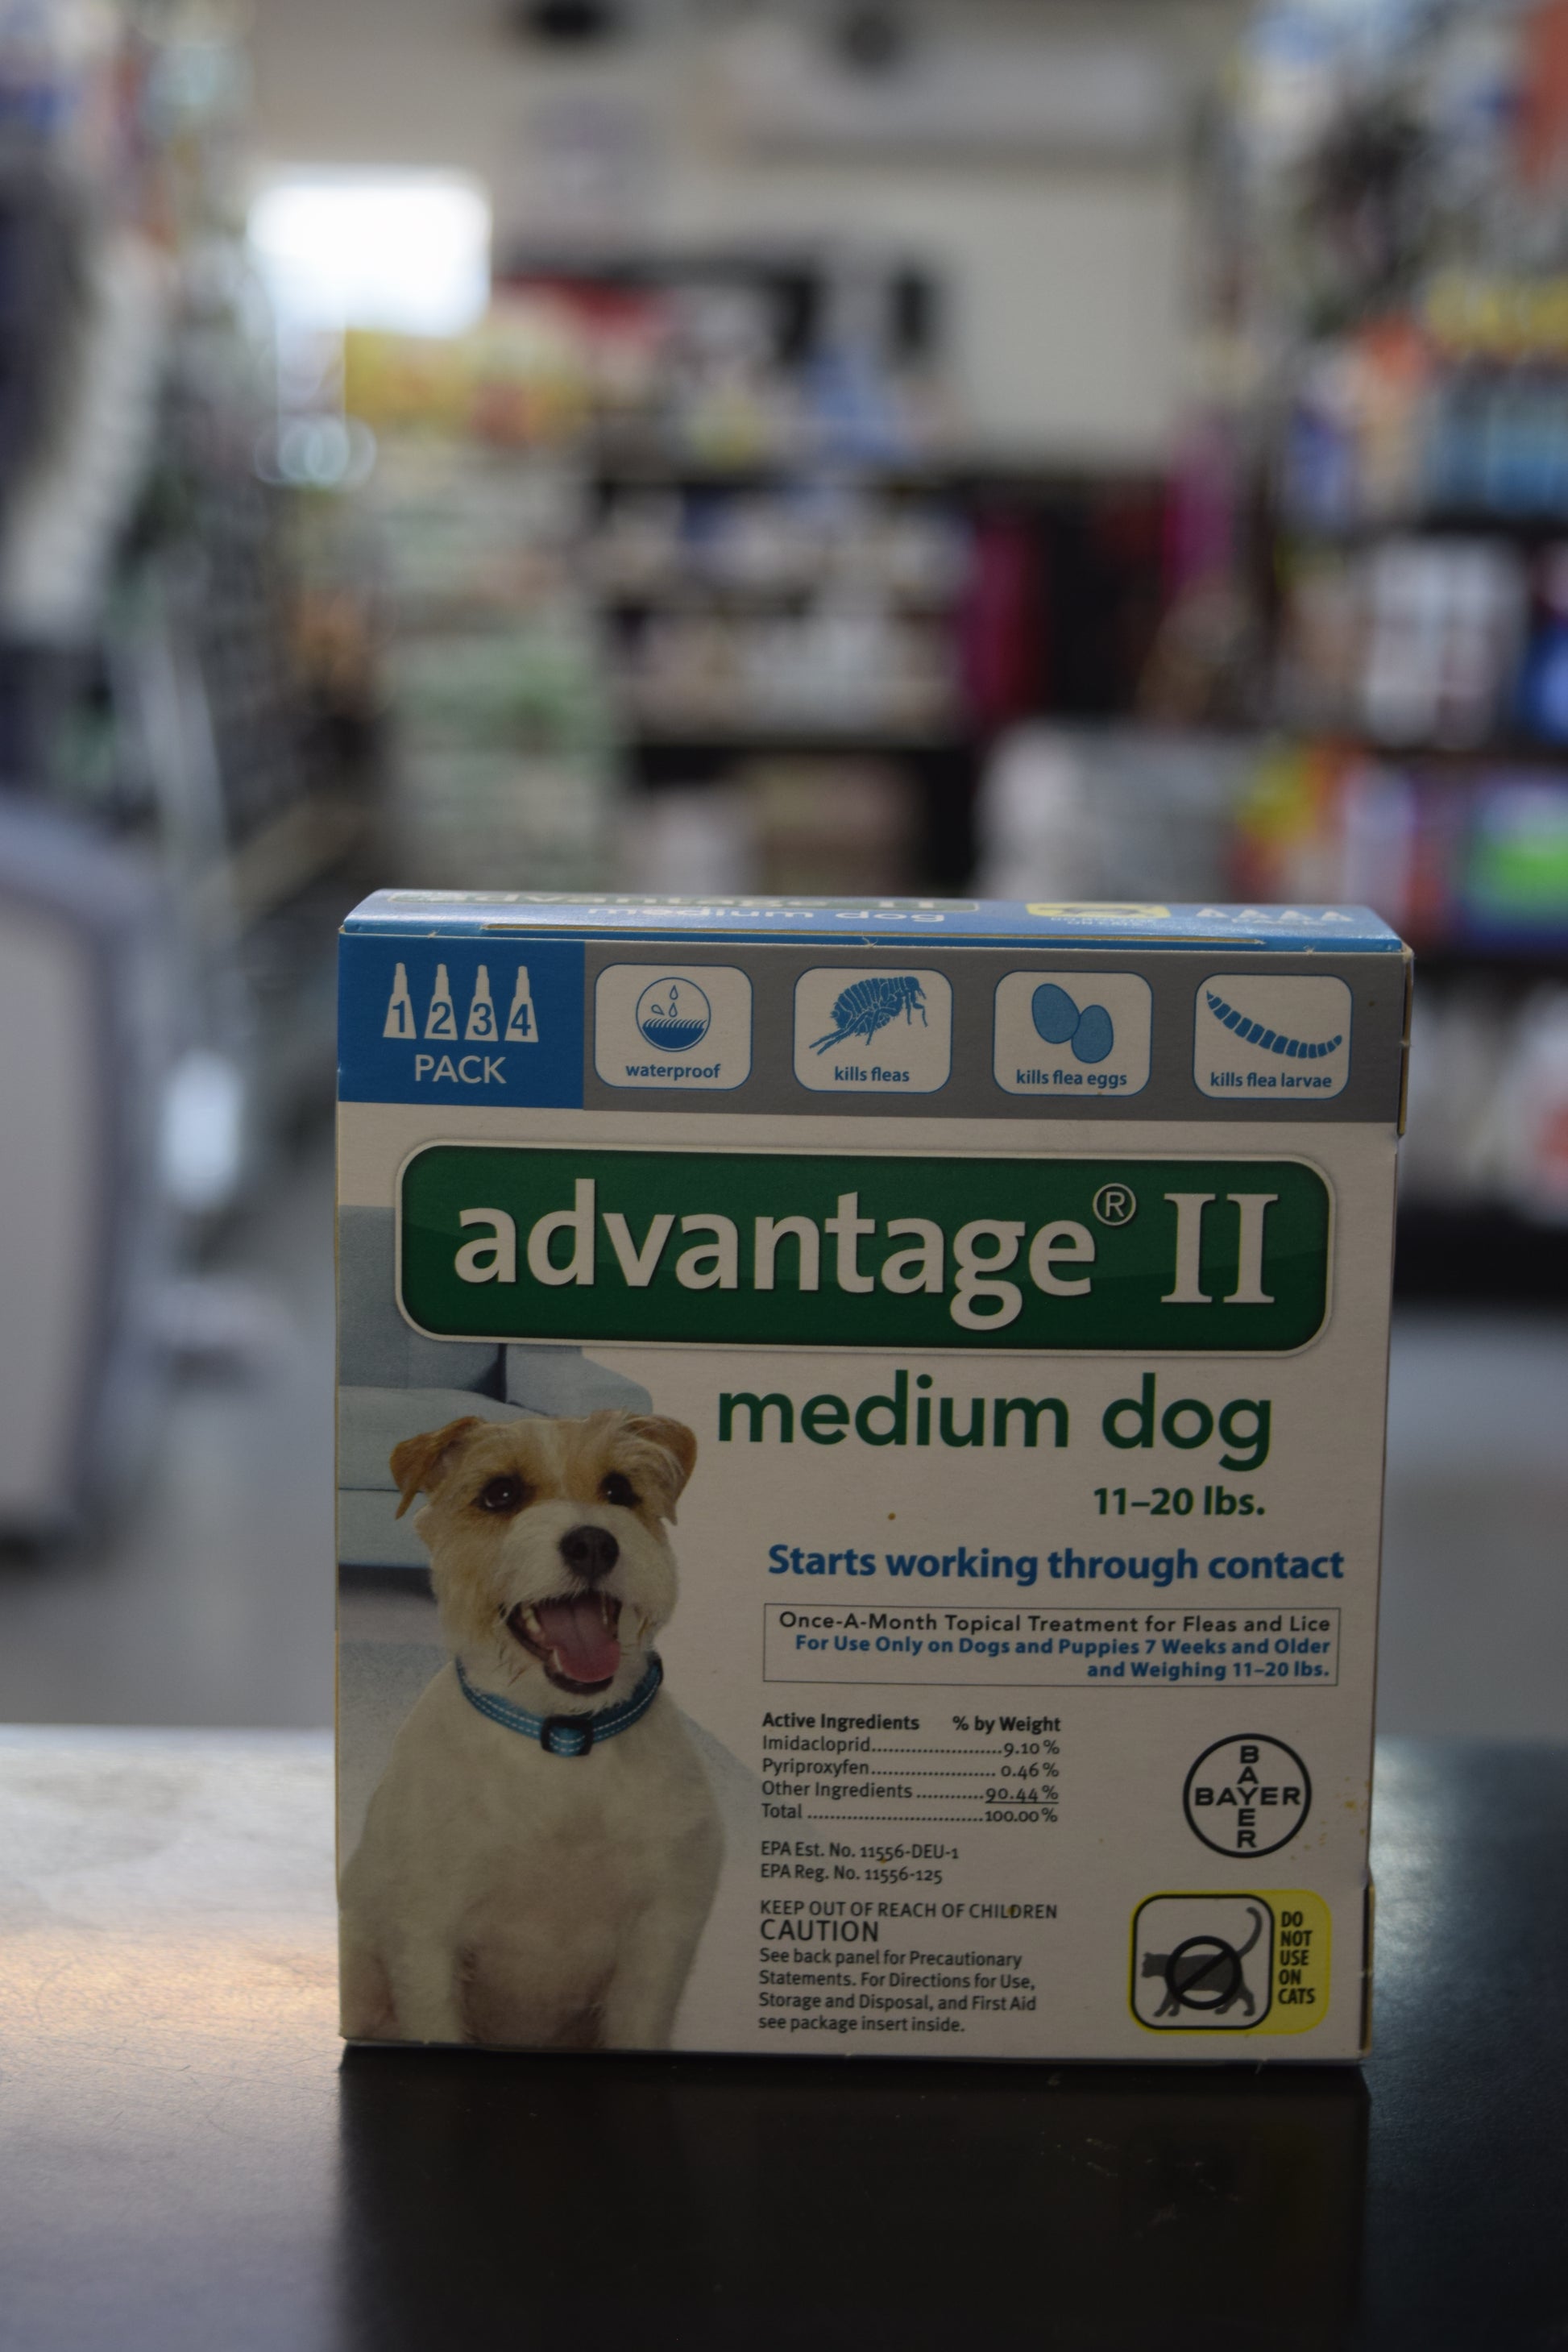 advantage II
medium dog
1 2 3 4
PACK
waterproof
kills fleas
kills flea eggs
kills flea larvae
advantage® II
medium dog
11–20 lbs.
Starts working through contact
Once-A-Month Topical Treatment for Fleas and Lice
For Use Only on Dogs and Puppies 7 Weeks and Older
and Weighing 11–20 lbs.
Active Ingredients % by Weight
Imidacloprid.......................9.10%
Pyriproxyfen...................... 0.46%
Other Ingredients ............90.44%
Total ...............................100.00%
EPA Est. No. 11556-DEU-1
EPA Reg. No. 11556-125
BAYER
BAYER
KEEP OUT OF REACH OF CHILDREN
CAUTION
See back panel for Precautionary
Statements. For Directions for Use,
Storage and Disposal, and First Aid
see package insert inside.
DO
NOT
USE
ON
CATS